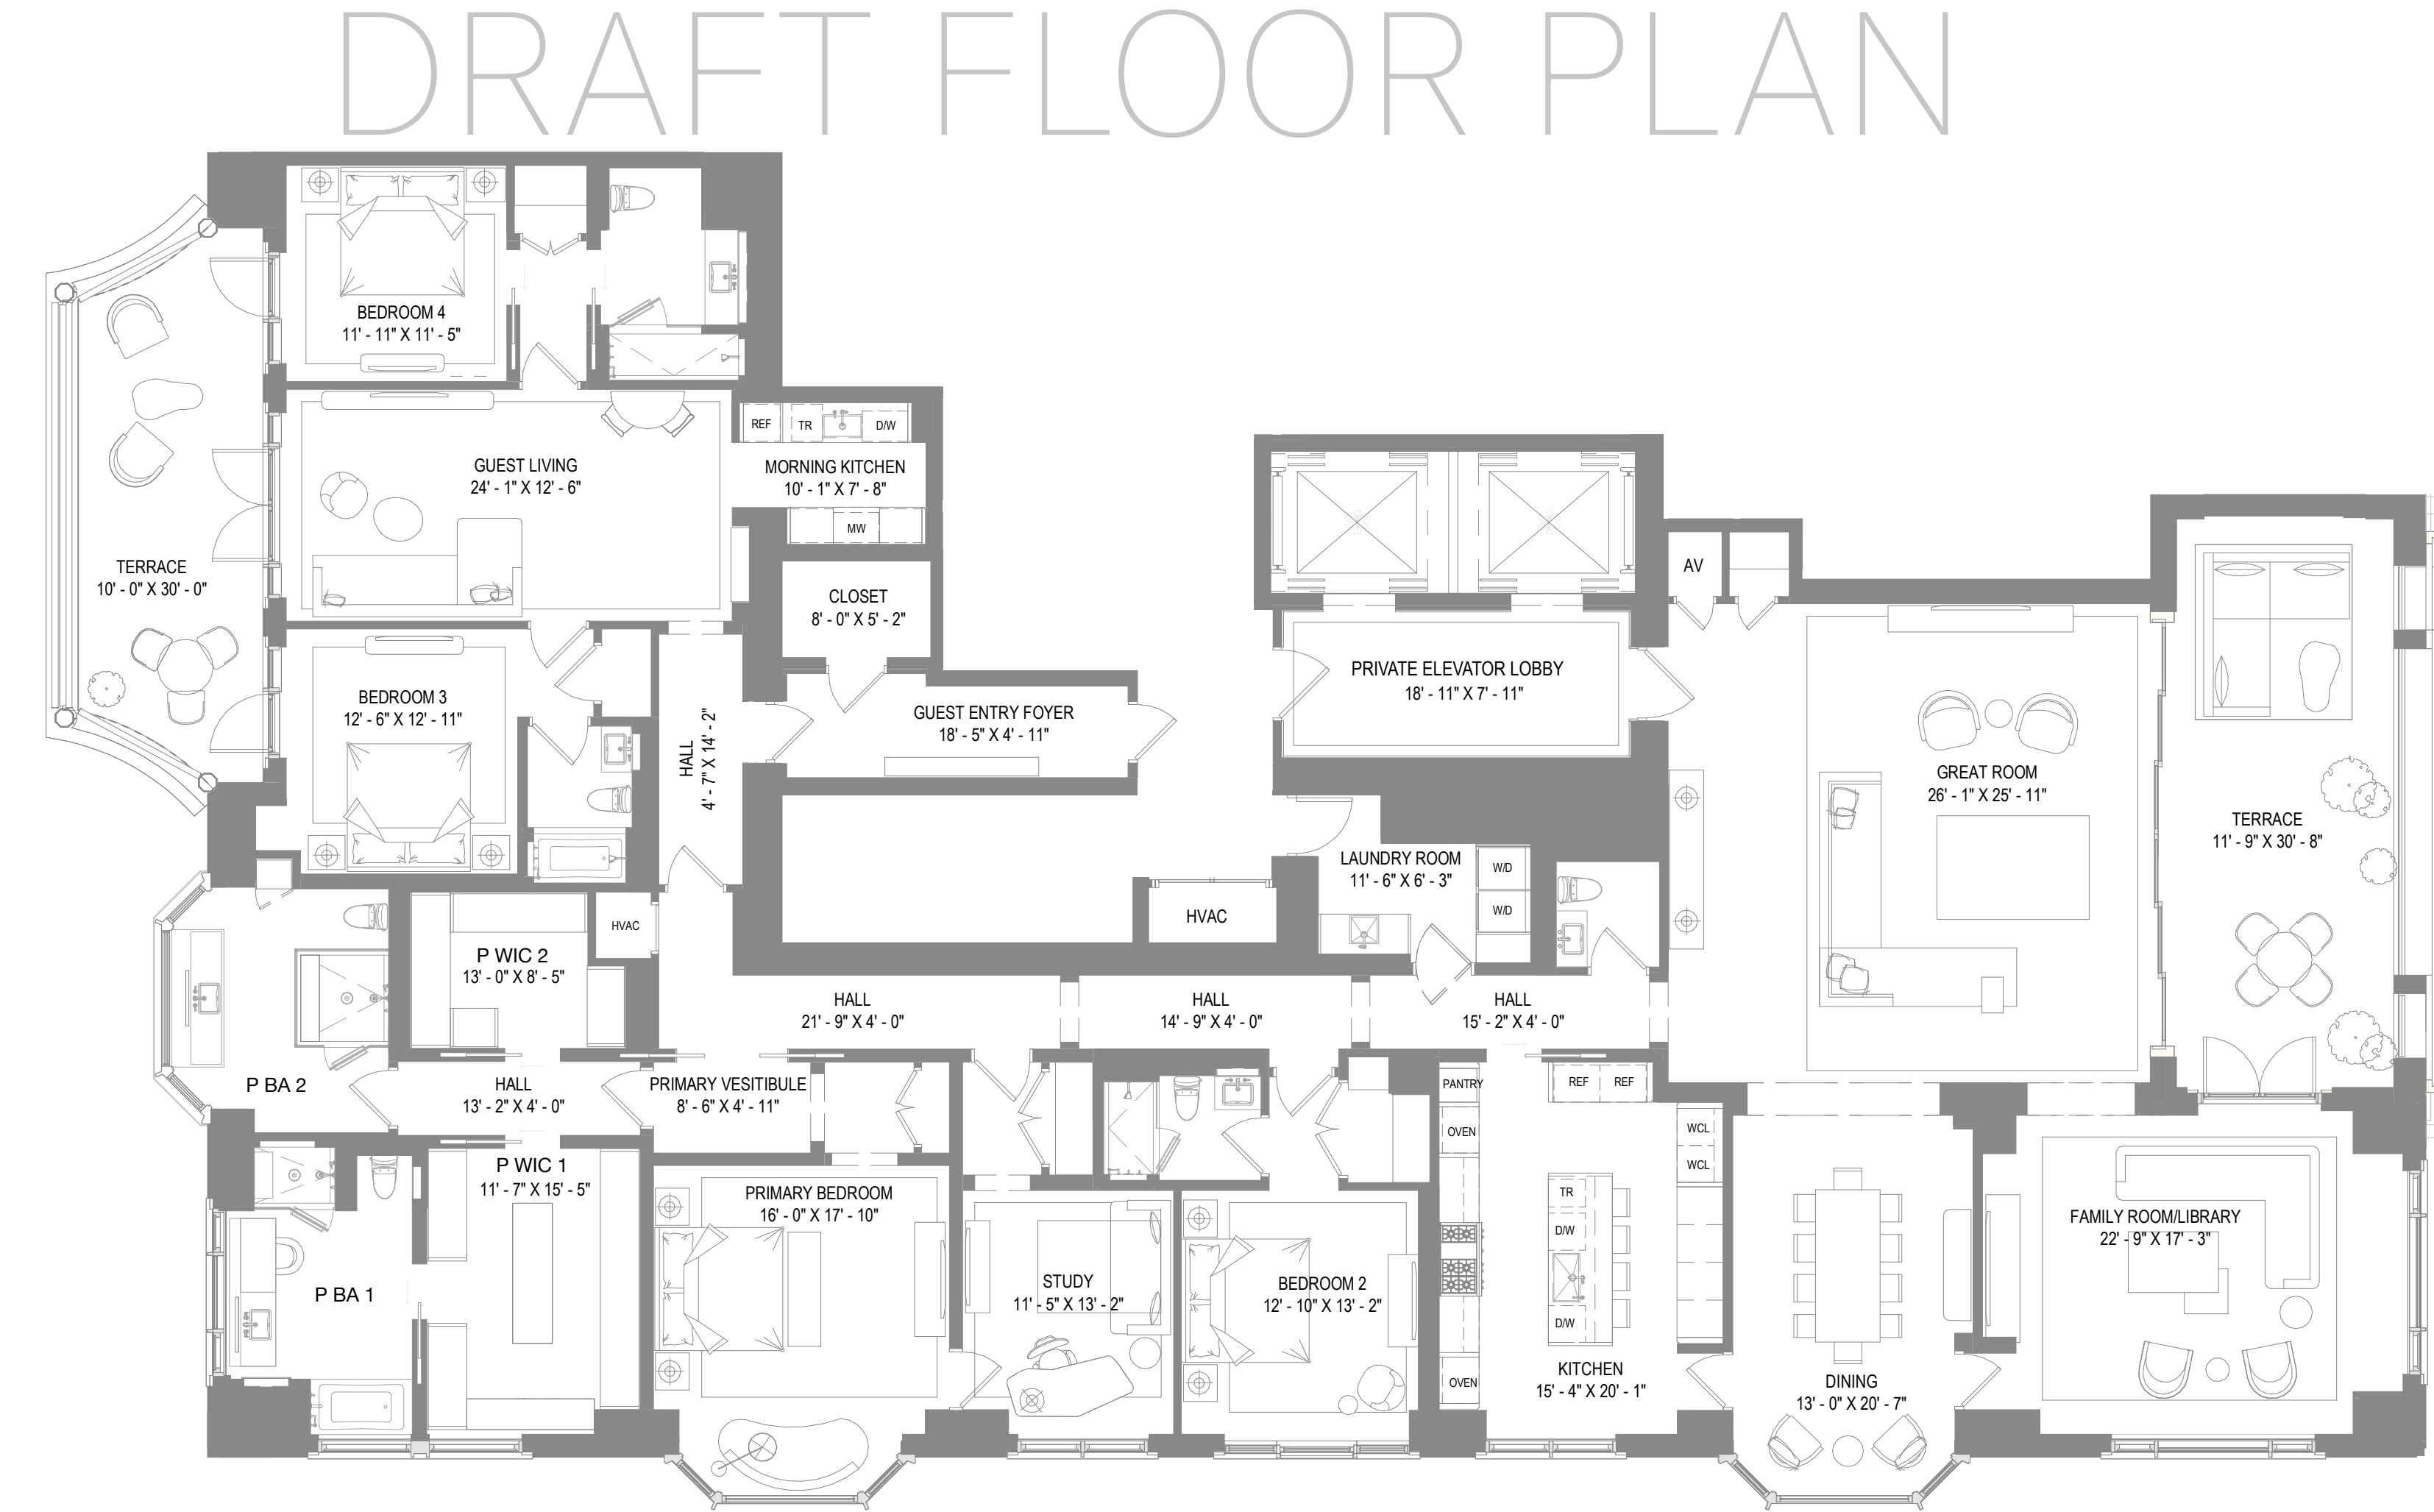 DRAFT FLOOR PLAN
BEDROOM 4
11' - 11" X 11' - 5"
REF
TR
D/W
GUEST LIVING
24' - 1" X 12' - 6"
MORNING KITCHEN
10' - 1" X 7' - 8"
MW
TERRACE
10' - 0" X 30' - 0"
CLOSET
8' - 0" X 5' - 2"
AV
PRIVATE ELEVATOR LOBBY
18' - 11" X 7' - 11"
BEDROOM 3
12' - 6" X 12' - 11"
HALL
4' - 7" X 14' - 2"
GUEST ENTRY FOYER
18' - 5" X 4' - 11"
GREAT ROOM
26' - 1" X 25' - 11"
TERRACE
11' - 9" X 30' - 8"
LAUNDRY ROOM
11' - 6" X 6' - 3"
W/D
W/D
HVAC
HVAC
P WIC 2
13' - 0" X 8' - 5"
HALL
21' - 9" X 4' - 0"
HALL
14' - 9" X 4' - 0"
HALL
15' - 2" X 4' - 0"
P BA 2
HALL
13' - 2" X 4' - 0"
PRIMARY VESITIBULE
8' - 6" X 4' - 11"
PANTRY
REF
REF
OVEN
WCL
WCL
P WIC 1
11' - 7" X 15' - 5"
PRIMARY BEDROOM
16' - 0" X 17' - 10"
TR
D/W
FAMILY ROOM/LIBRARY
22' - 9" X 17' - 3"
P BA 1
STUDY
11' - 5" X 13' - 2"
BEDROOM 2
12' - 10" X 13' - 2"
D/W
KITCHEN
15' - 4" X 20' - 1"
OVEN
DINING
13' - 0" X 20' - 7"